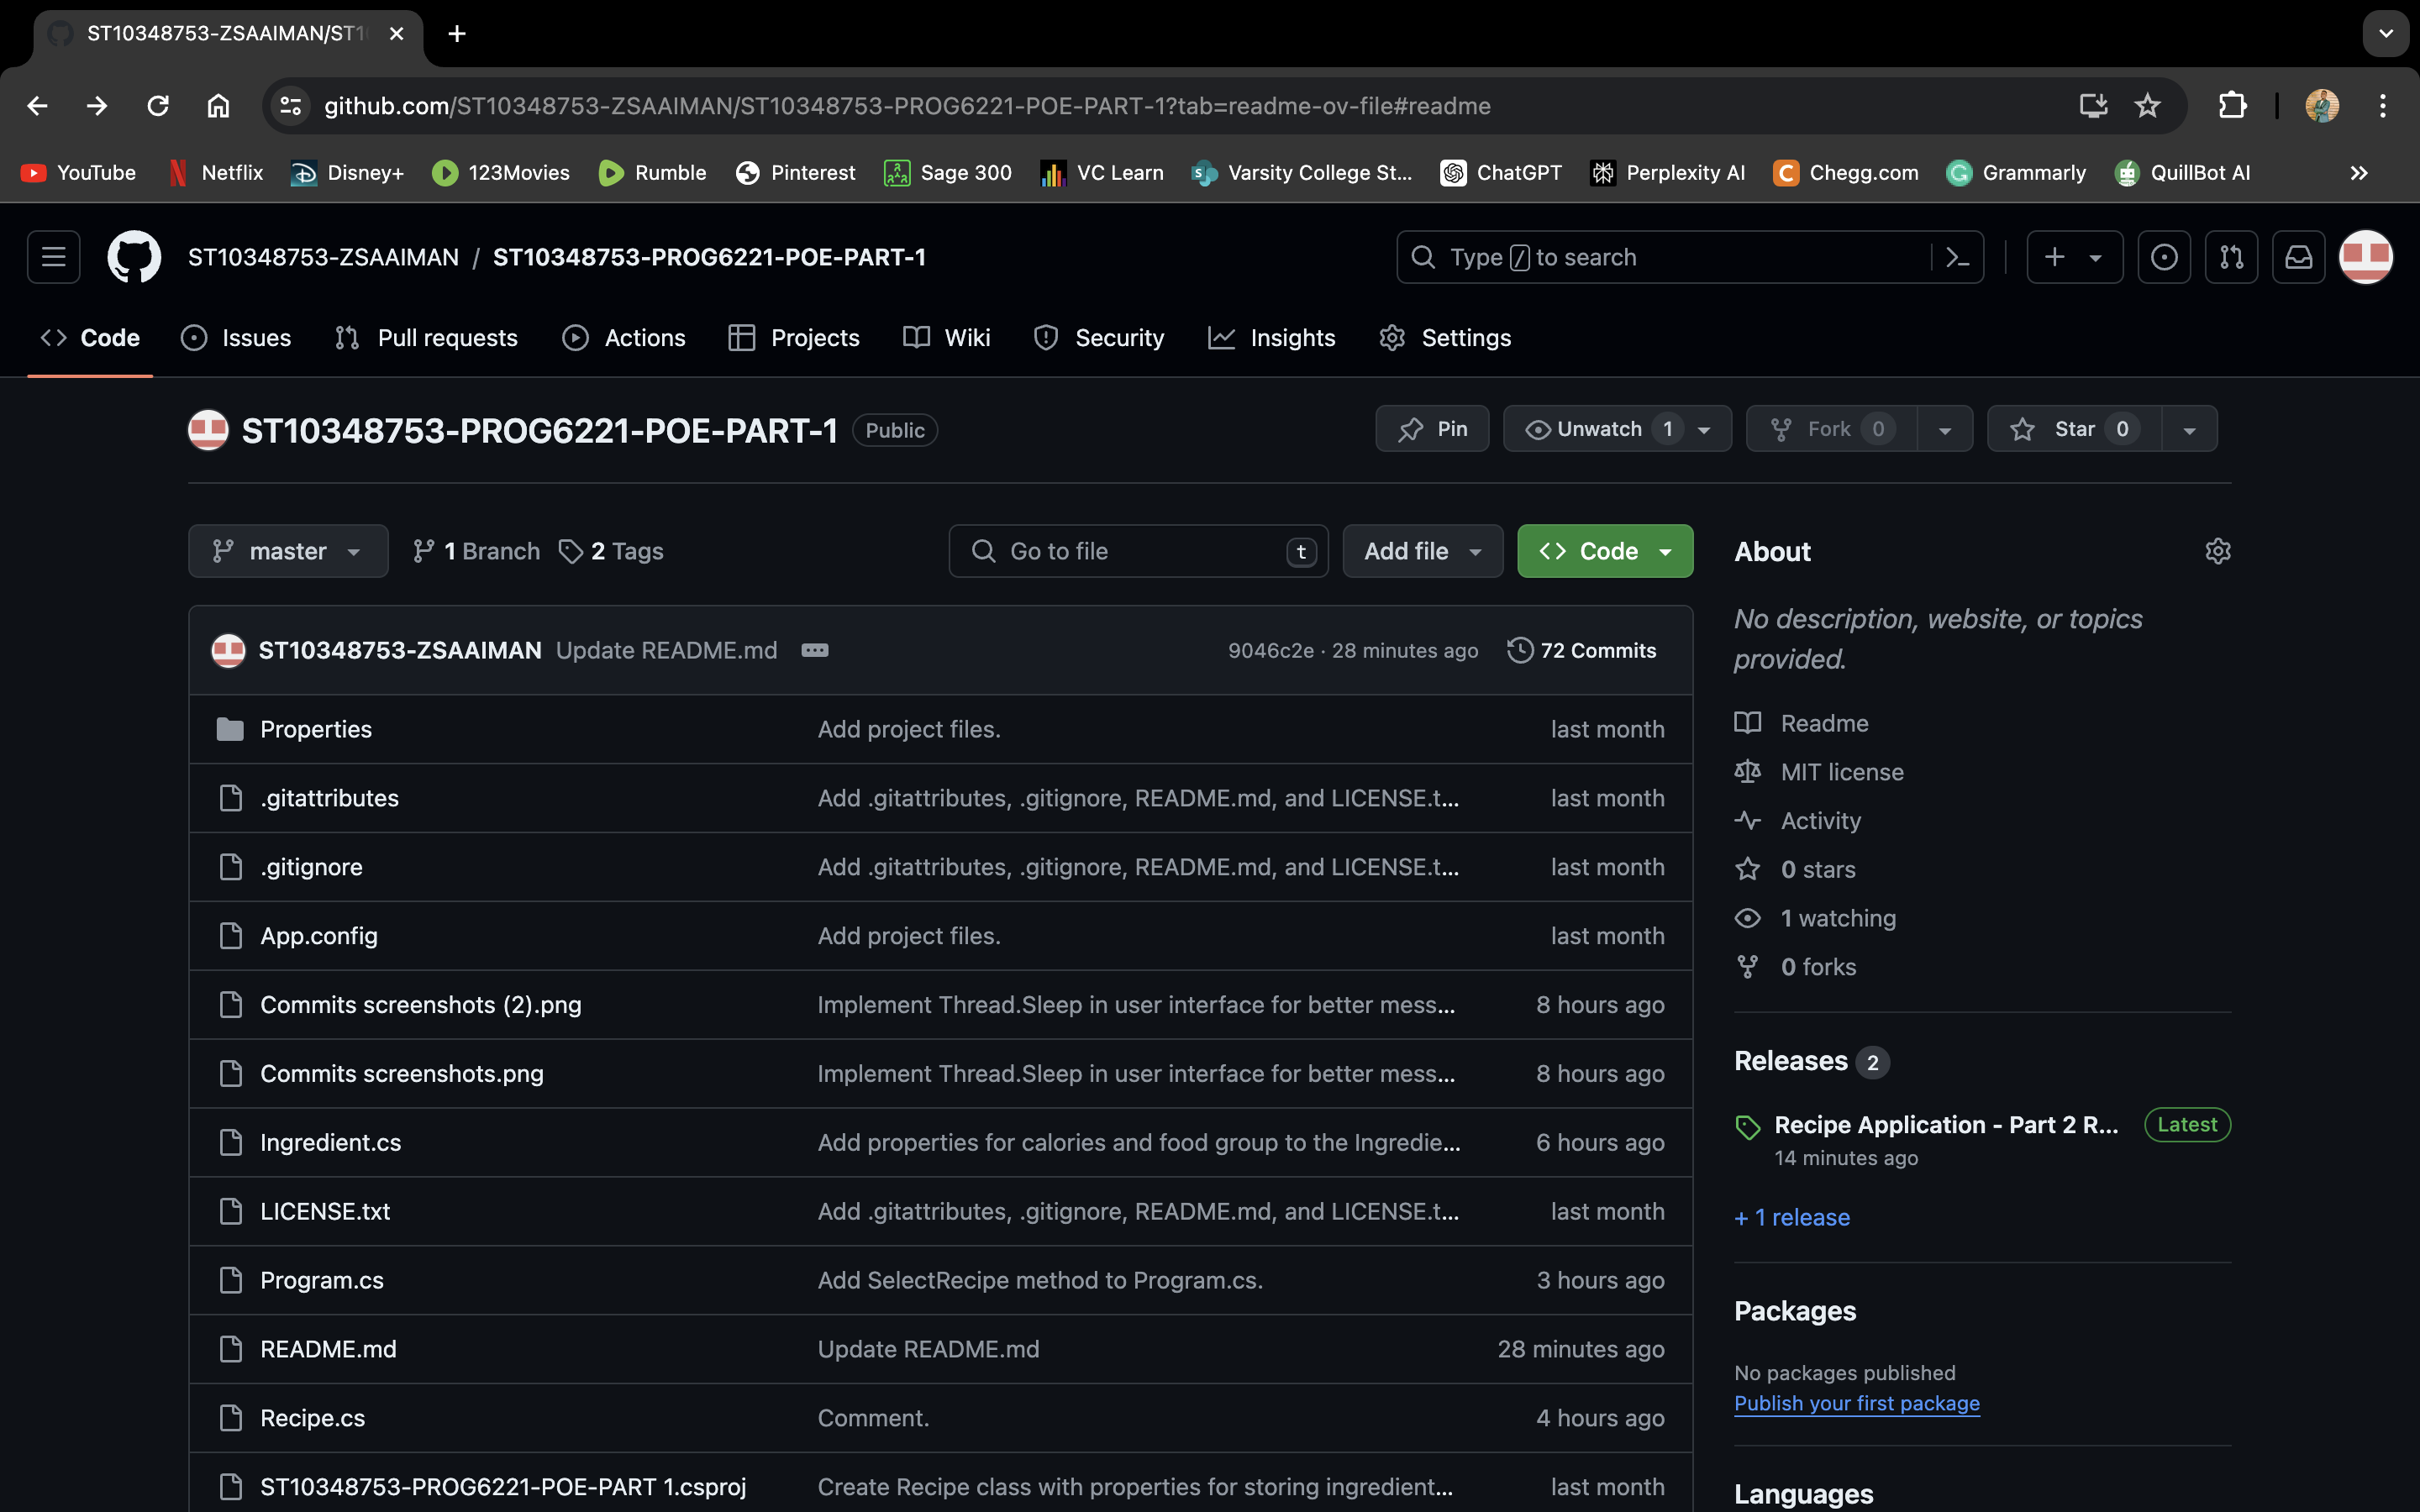 ST10348753-ZSAAIMAN/ST1
github.com/ST10348753-ZSAAIMAN/ST10348753-PROG6221-POE-PART-1?tab=readme-ov-file#readme
YouTube Netflix Disney+ 123Movies Rumble Pinterest Sage 300 VC Learn Varsity College St... ChatGPT Perplexity AI Chegg.com Grammarly QuillBot AI
ST10348753-ZSAAIMAN / ST10348753-PROG6221-POE-PART-1
Type / to search
Code Issues Pull requests Actions Projects Wiki Security Insights Settings
ST10348753-PROG6221-POE-PART-1 Public
Pin Unwatch 1 Fork 0 Star 0
master 1 Branch 2 Tags
Go to file t Add file Code
ST10348753-ZSAAIMAN Update README.md 9046c2e · 28 minutes ago 72 Commits
Properties Add project files. last month
.gitattributes Add .gitattributes, .gitignore, README.md, and LICENSE.t... last month
.gitignore Add .gitattributes, .gitignore, README.md, and LICENSE.t... last month
App.config Add project files. last month
Commits screenshots (2).png Implement Thread.Sleep in user interface for better mess... 8 hours ago
Commits screenshots.png Implement Thread.Sleep in user interface for better mess... 8 hours ago
Ingredient.cs Add properties for calories and food group to the Ingredie... 6 hours ago
LICENSE.txt Add .gitattributes, .gitignore, README.md, and LICENSE.t... last month
Program.cs Add SelectRecipe method to Program.cs. 3 hours ago
README.md Update README.md 28 minutes ago
Recipe.cs Comment. 4 hours ago
ST10348753-PROG6221-POE-PART 1.csproj Create Recipe class with properties for storing ingredient... last month
About
No description, website, or topics
provided.
Readme
MIT license
Activity
0 stars
1 watching
0 forks
Releases 2
Recipe Application - Part 2 R... Latest
14 minutes ago
+ 1 release
Packages
No packages published
Publish your first package
Languages